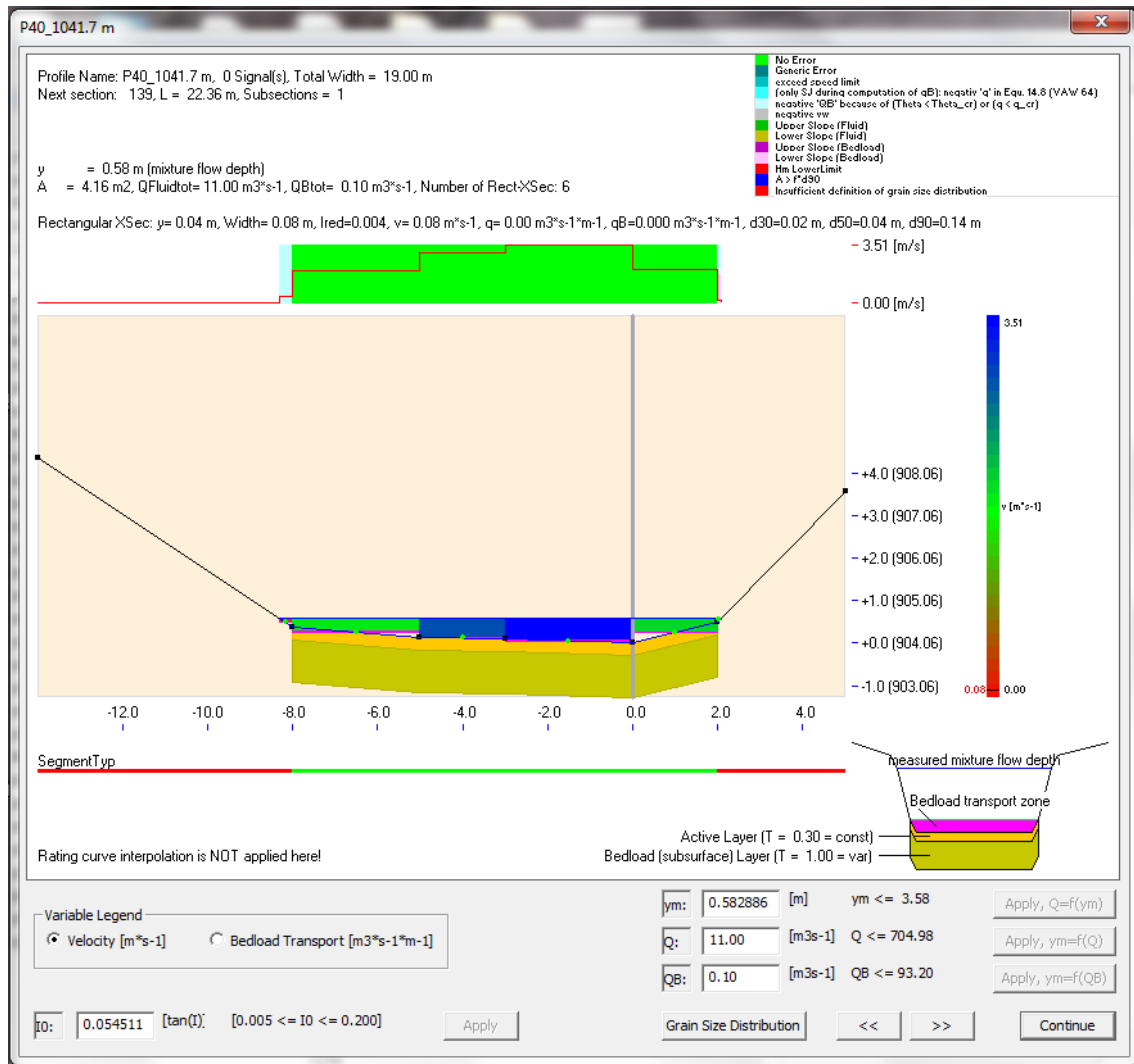 P40_1041.7 m
Profile Name: P40_1041.7 m, 0 Signal(s), Total Width = 19.00 m
Next section: 139, L = 22.36 m, Subsections = 1
y = 0.58 m (mixture flow depth)
A = 4.16 m2, QFluidtot= 11.00 m3*s-1, QBtot= 0.10 m3*s-1, Number of Rect-XSec: 6
Rectangular XSec: y= 0.04 m, Width= 0.08 m, Ired=0.004, v= 0.08 m*s-1, q= 0.00 m3*s-1*m-1, qB=0.000 m3*s-1*m-1, d30=0.02 m, d50=0.04 m, d90=0.14 m
No Error
Generic Error
exceed speed limit
(only SJ during computation of qB): negativ 'q' in Equ. 14.8 (VAW 64)
negative 'QB' because of (Theta < Theta_cr) or (q < q_cr)
negative vw
Upper Slope (Fluid)
Lower Slope (Fluid)
Upper Slope (Bedload)
Lower Slope (Bedload)
Hm LowerLimit
A > f*d90
Insufficient definition of grain size distribution
3.51 [m/s]
0.00 [m/s]
+4.0 (908.06)
+3.0 (907.06)
+2.0 (906.06)
+1.0 (905.06)
+0.0 (904.06)
-1.0 (903.06)
3.51
v [m*s-1]
0.08
0.00
-12.0 -10.0 -8.0 -6.0 -4.0 -2.0 0.0 2.0 4.0
SegmentTyp
measured mixture flow depth
Bedload transport zone
Active Layer (T = 0.30 = const)
Bedload (subsurface) Layer (T = 1.00 = var)
Rating curve interpolation is NOT applied here!
Variable Legend
Velocity [m*s-1] Bedload Transport [m3*s-1*m-1]
ym: 0.582886 [m] ym <= 3.58 Apply, Q=f(ym)
Q: 11.00 [m3s-1] Q <= 704.98 Apply, ym=f(Q)
QB: 0.10 [m3s-1] QB <= 93.20 Apply, ym=f(QB)
I0: 0.054511 [tan(I)] [0.005 <= I0 <= 0.200] Apply Grain Size Distribution << >> Continue